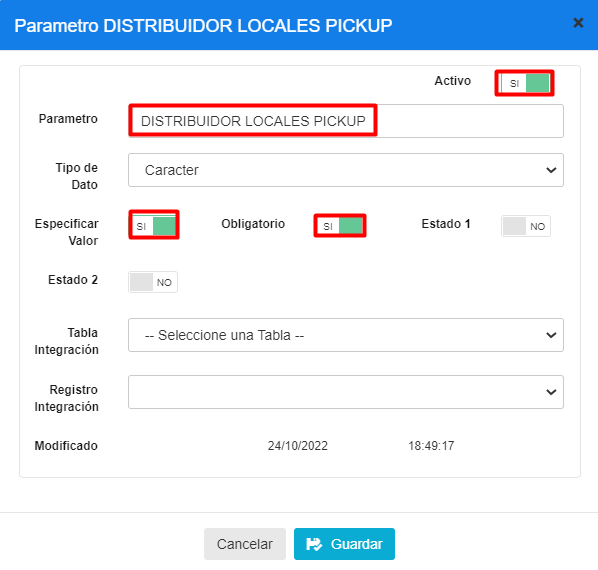 Parametro DISTRIBUIDOR LOCALES PICKUP ×
Activo SI
Parametro DISTRIBUIDOR LOCALES PICKUP
Tipo de Dato Caracter
Especificar Valor SI Obligatorio SI Estado 1 NO
Estado 2 NO
Tabla Integración -- Seleccione una Tabla --
Registro Integración
Modificado 24/10/2022 18:49:17
Cancelar Guardar